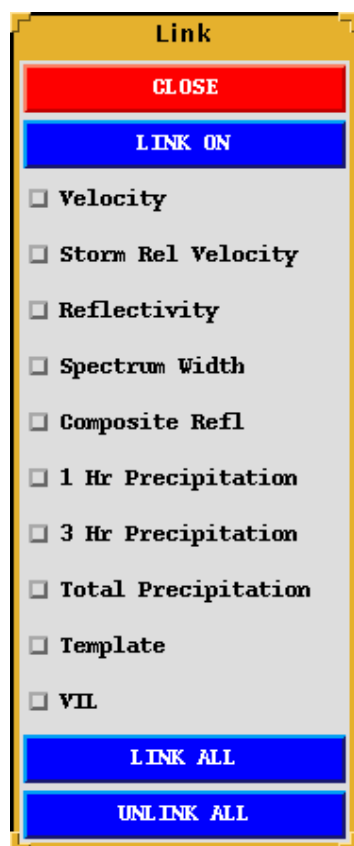 Link
CLOSE
LINK ON
Velocity
Storm Rel Velocity
Reflectivity
Spectrum Width
Composite Refl
1 Hr Precipitation
3 Hr Precipitation
Total Precipitation
Template
VIL
LINK ALL
UNLINK ALL